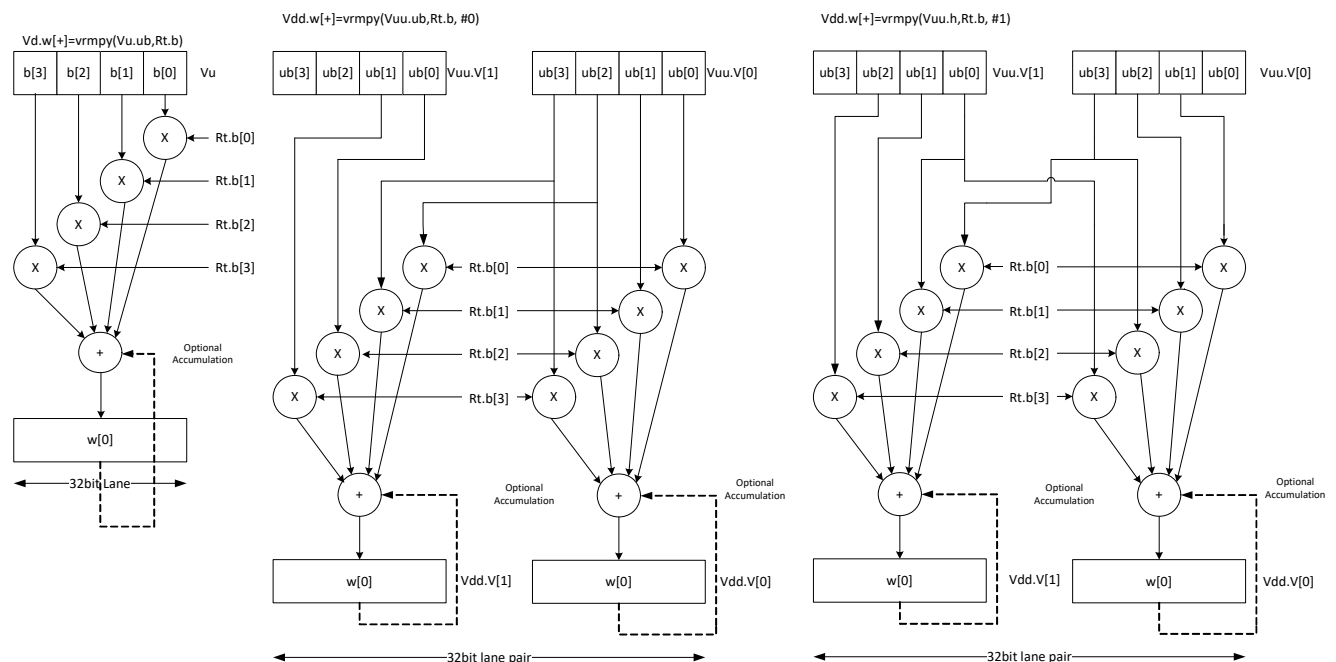 Vd.w[+]=vrmpy(Vu.ub,Rt.b)
b[3] b[2] b[1] b[0] Vu
X Rt.b[0]
X Rt.b[1]
X Rt.b[2]
X Rt.b[3]
+
Optional
Accumulation
w[0]
32bit Lane
Vdd.w[+]=vrmpy(Vuu.ub,Rt.b, #0)
ub[3] ub[2] ub[1] ub[0] Vuu.V[1] ub[3] ub[2] ub[1] ub[0] Vuu.V[0]
X Rt.b[0] X
X Rt.b[1] X
X Rt.b[2] X
X Rt.b[3] X
+ +
Optional
Accumulation
Optional
Accumulation
w[0] Vdd.V[1] w[0] Vdd.V[0]
32bit lane pair
Vdd.w[+]=vrmpy(Vuu.h,Rt.b, #1)
ub[3] ub[2] ub[1] ub[0] Vuu.V[1] ub[3] ub[2] ub[1] ub[0] Vuu.V[0]
X Rt.b[0] X
X Rt.b[1] X
X Rt.b[2] X
X Rt.b[3] X
+ +
Optional
Accumulation
Optional
Accumulation
w[0] Vdd.V[1] w[0] Vdd.V[0]
32bit lane pair